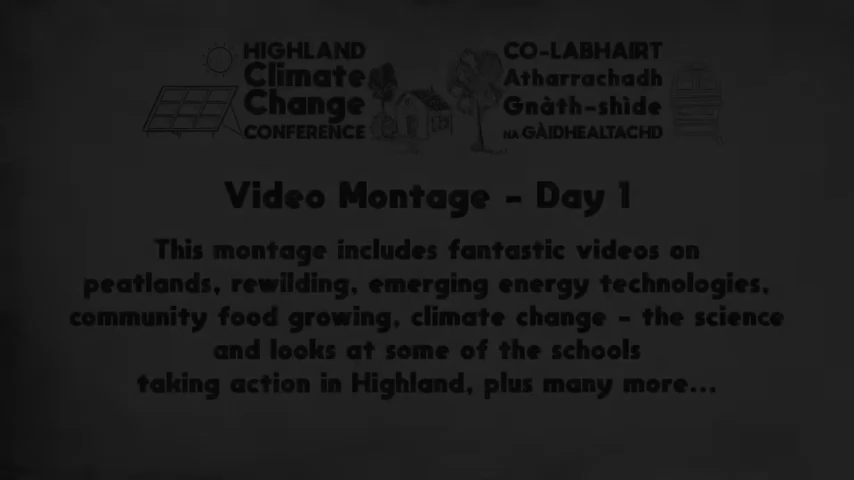 HIGHLAND
Climate
Change
CONFERENCE
CO-LABHAIRT
Atharrachadh
Gnàth-shìde
NA GÀIDHEALTACHD
Video Montage - Day 1
This montage includes fantastic videos on
peatlands, rewilding, emerging energy technologies,
community food growing, climate change - the science
and looks at some of the schools
taking action in Highland, plus many more...